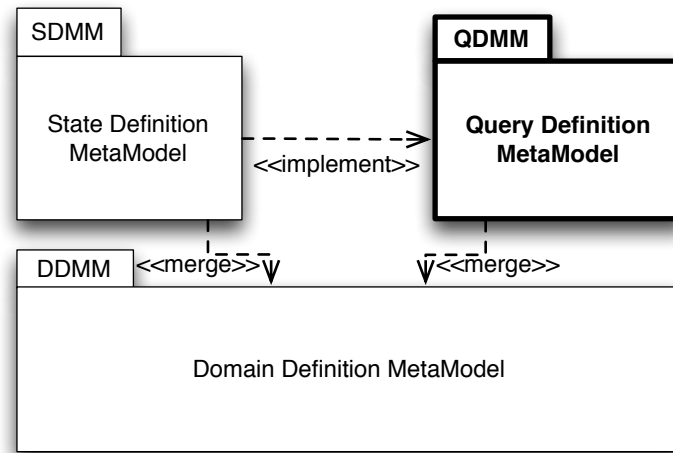 SDMM
QDMM
State Definition
MetaModel
Query Definition
MetaModel
<<implement>>
DDMM
<<merge>>
<<merge>>
Domain Definition MetaModel